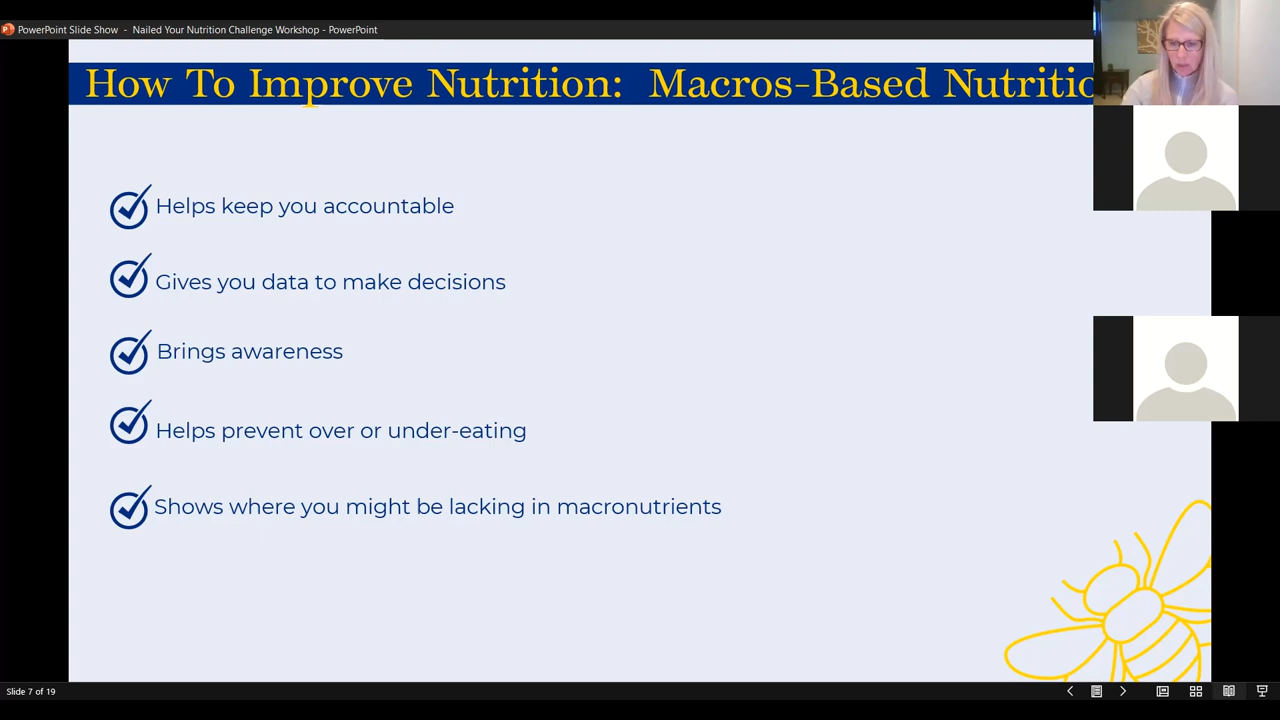 PowerPoint Slide Show - Nailed Your Nutrition Challenge Workshop - PowerPoint
How To Improve Nutrition: Macros-Based Nutritio
Helps keep you accountable
Gives you data to make decisions
Brings awareness
Helps prevent over or under-eating
Shows where you might be lacking in macronutrients
Slide 7 of 19